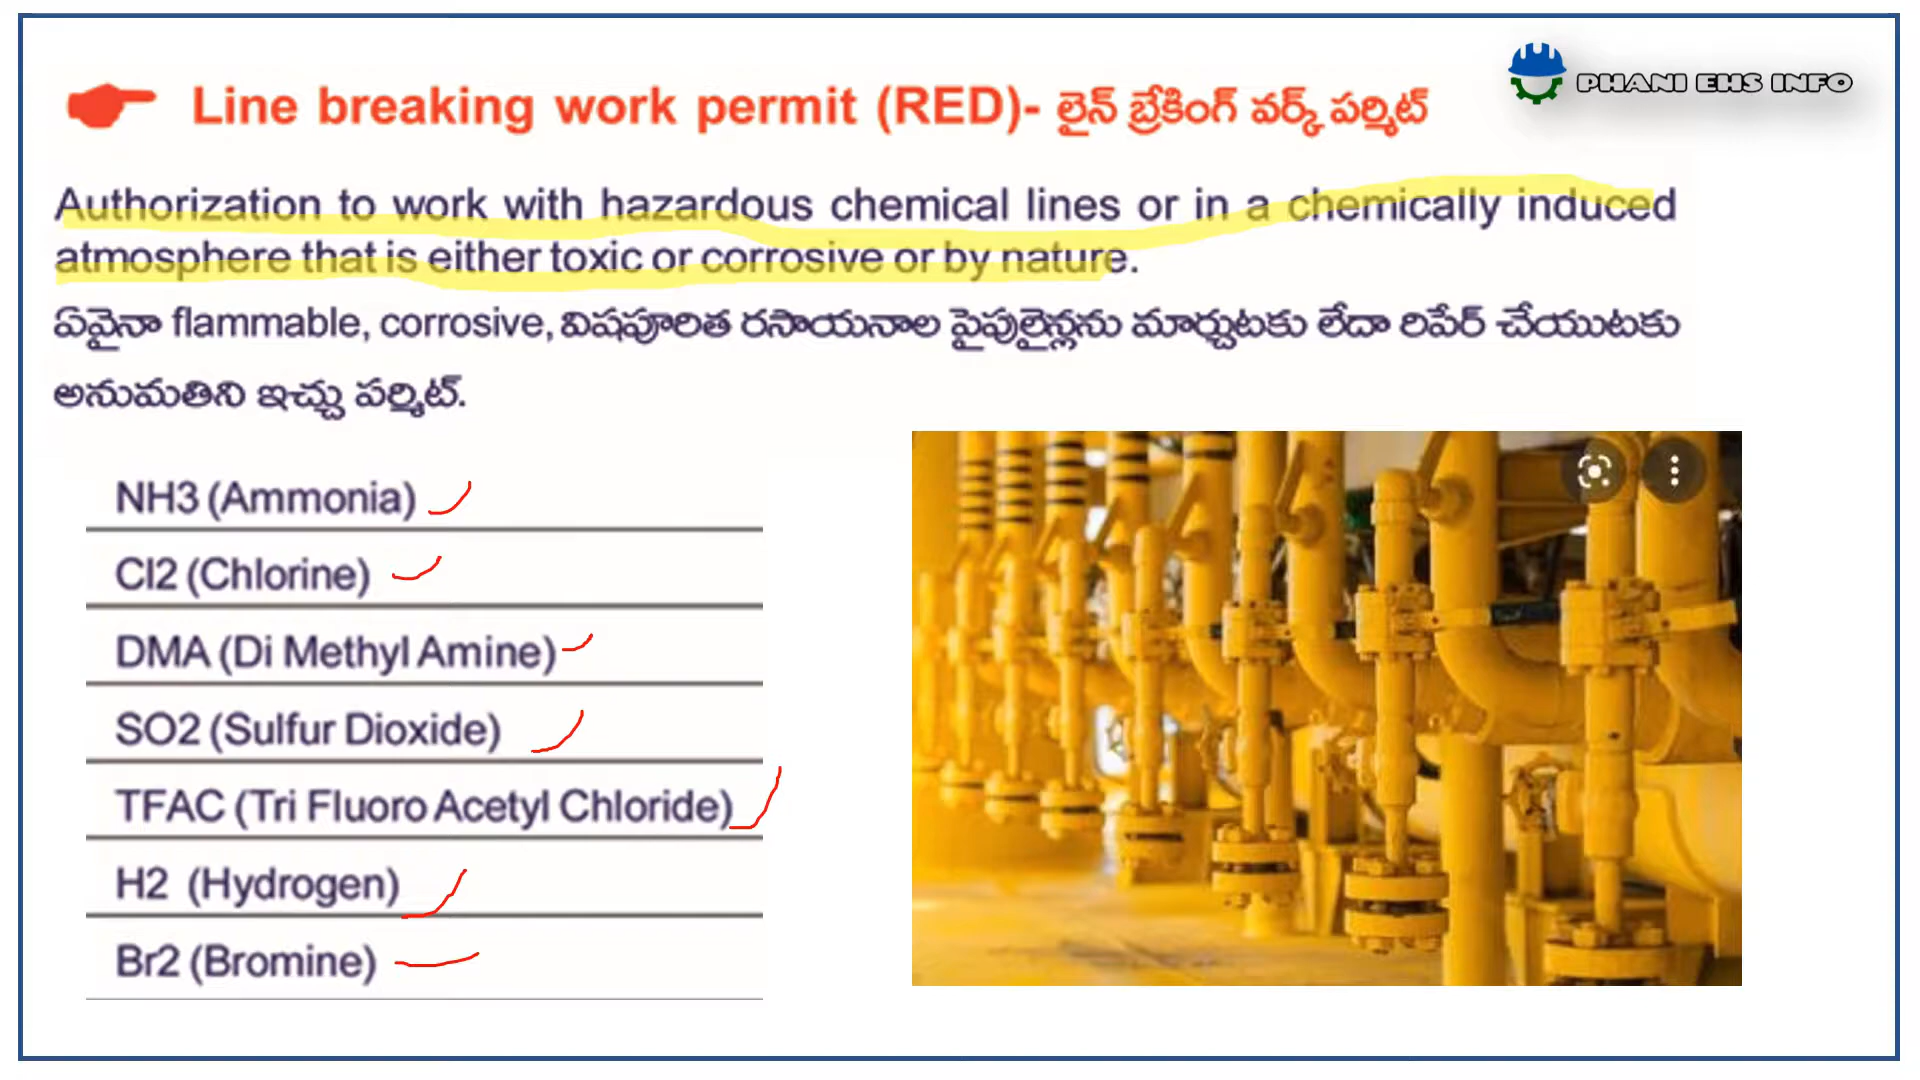 Line breaking work permit (RED)- లైన్ బ్రేకింగ్ వర్క్ పర్మిట్
PHANI EHS INFO
Authorization to work with hazardous chemical lines or in a chemically induced
atmosphere that is either toxic or corrosive or by nature.
ఏవైనా flammable, corrosive, విషపూరిత రసాయనాల పైపులైన్లను మార్చుటకు లేదా రిపేర్ చేయుటకు
అనుమతిని ఇచ్చు పర్మిట్.
NH3 (Ammonia)
Cl2 (Chlorine)
DMA (Di Methyl Amine)
SO2 (Sulfur Dioxide)
TFAC (Tri Fluoro Acetyl Chloride)
H2 (Hydrogen)
Br2 (Bromine)